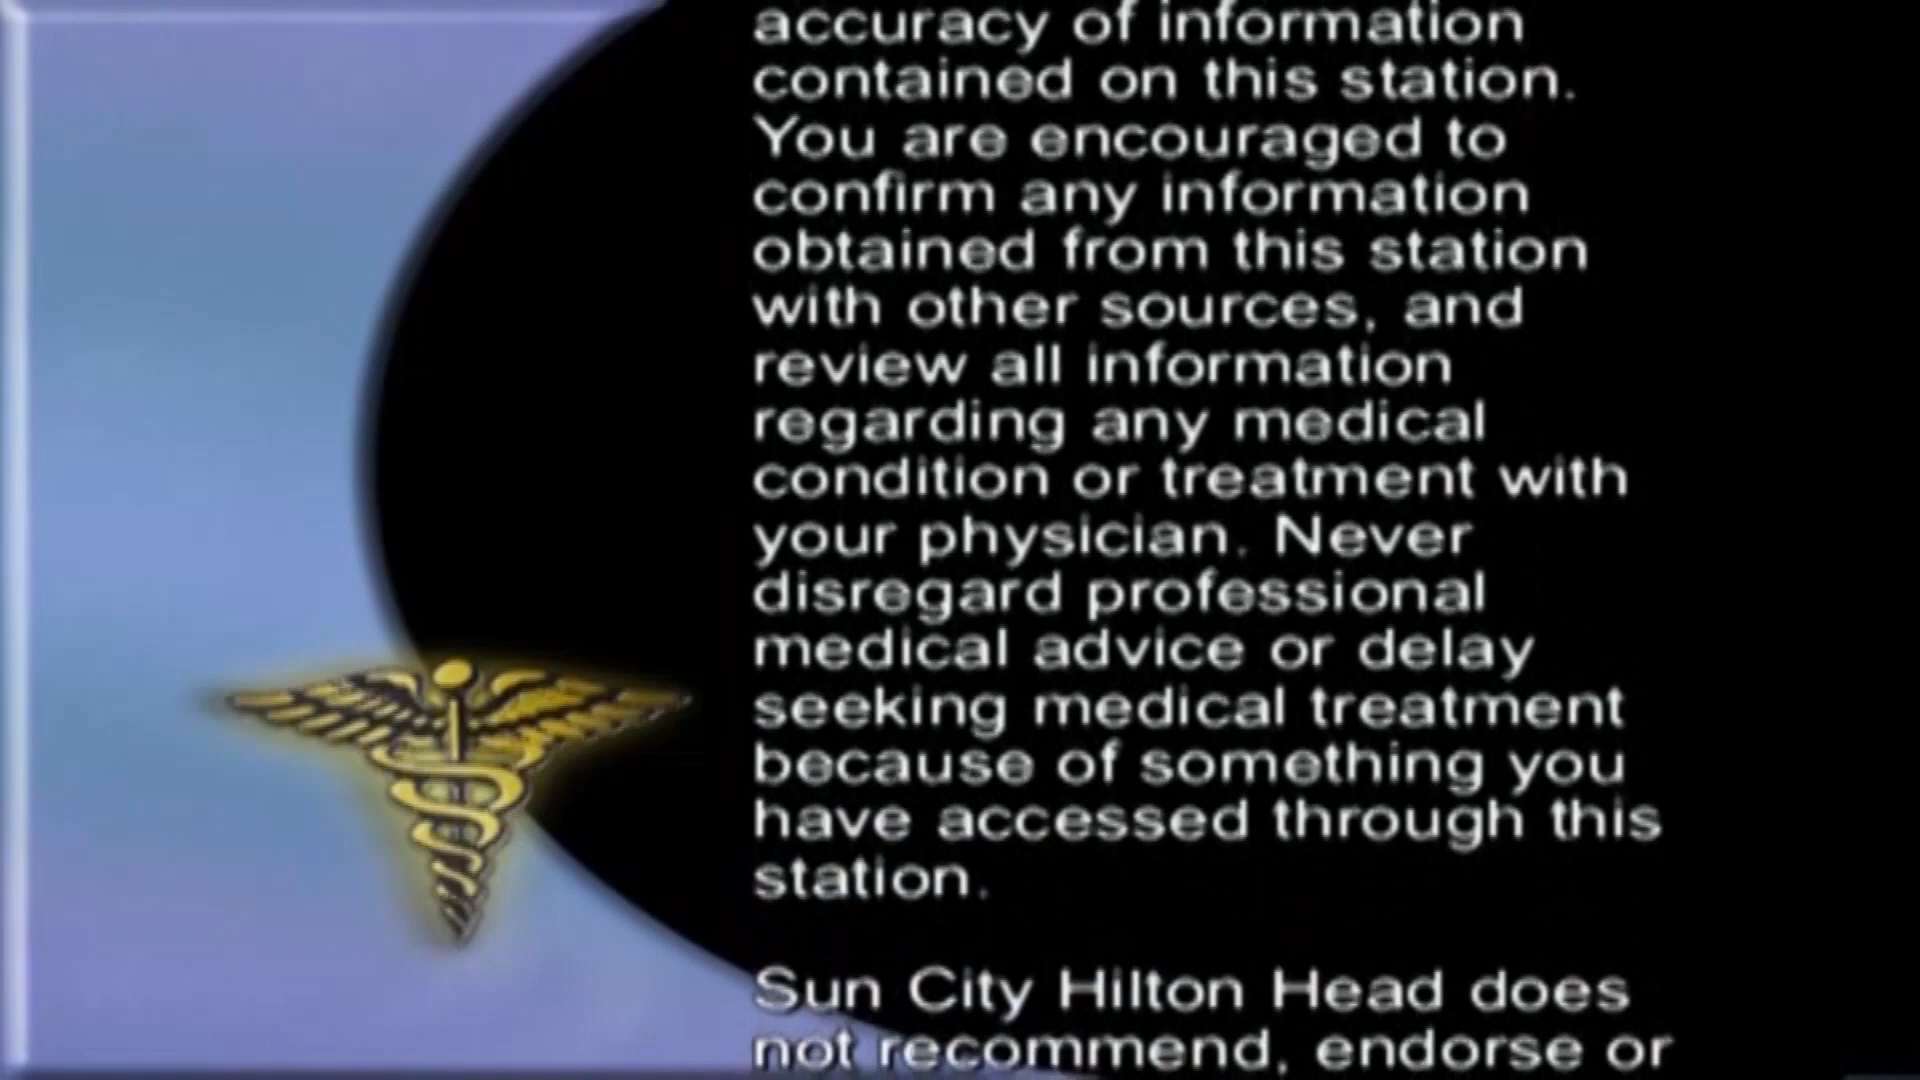 accuracy of information
contained on this station.
You are encouraged to
confirm any information
obtained from this station
with other sources, and
review all information
regarding any medical
condition or treatment with
your physician. Never
disregard professional
medical advice or delay
seeking medical treatment
because of something you
have accessed through this
station.
Sun City Hilton Head does
not recommend, endorse or